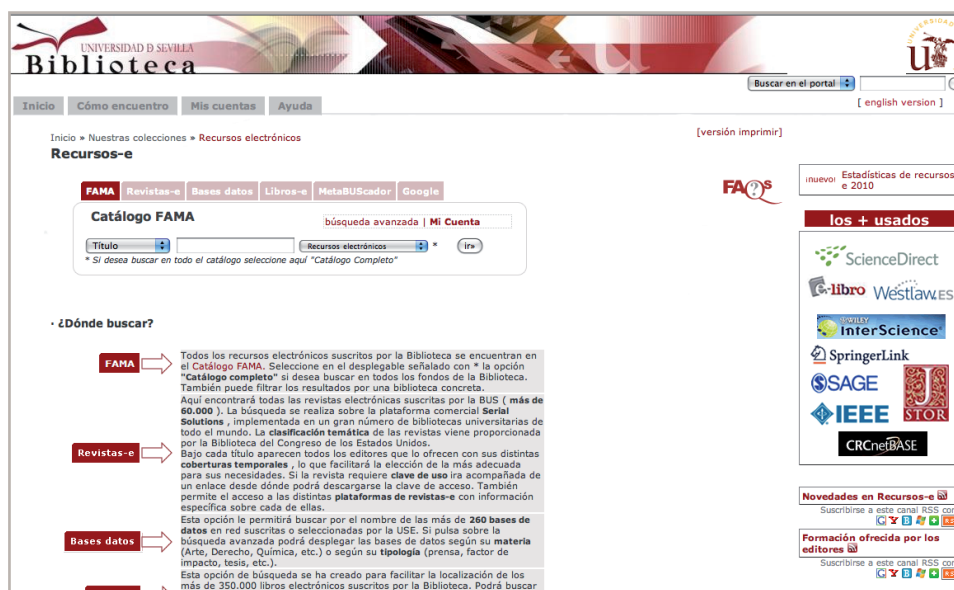 UNIVERSIDAD D SEVILLA
Biblioteca
Buscar en el portal
[ english version ]
Inicio
Cómo encuentro
Mis cuentas
Ayuda
Inicio » Nuestras colecciones » Recursos electrónicos
[versión imprimir]
Recursos-e
FAMA
Revistas-e
Bases datos
Libros-e
MetaBUScador
Google
Catálogo FAMA
búsqueda avanzada | Mi Cuenta
Título
Recursos electrónicos
*
ir»
* Si desea buscar en todo el catálogo seleccione aquí "Catálogo Completo"
FAQs
· ¿Dónde buscar?
FAMA
Todos los recursos electrónicos suscritos por la Biblioteca se encuentran en
el Catálogo FAMA. Seleccione en el desplegable señalado con * la opción
"Catálogo completo" si desea buscar en todos los fondos de la Biblioteca.
También puede filtrar los resultados por una biblioteca concreta.
Revistas-e
Aquí encontrará todas las revistas electrónicas suscritas por la BUS ( más de
60.000 ). La búsqueda se realiza sobre la plataforma comercial Serial
Solutions , implementada en un gran número de bibliotecas universitarias de
todo el mundo. La clasificación temática de las revistas viene proporcionada
por la Biblioteca del Congreso de los Estados Unidos.
Bajo cada título aparecen todos los editores que lo ofrecen con sus distintas
coberturas temporales , lo que facilitará la elección de la más adecuada
para sus necesidades. Si la revista requiere clave de uso ira acompañada de
un enlace desde dónde podrá descargarse la clave de acceso. También
permite el acceso a las distintas plataformas de revistas-e con información
específica sobre cada de ellas.
Bases datos
Esta opción le permitirá buscar por el nombre de las más de 260 bases de
datos en red suscritas o seleccionadas por la USE. Si pulsa sobre la
búsqueda avanzada podrá desplegar las bases de datos según su materia
(Arte, Derecho, Química, etc.) o según su tipología (prensa, factor de
impacto, tesis, etc.).
Esta opción de búsqueda se ha creado para facilitar la localización de los
más de 350.000 libros electrónicos suscritos por la Biblioteca. Podrá buscar
¡nuevo!
Estadísticas de recursos
e 2010
los + usados
ScienceDirect
e-libro
Westlaw.ES
WILEY
InterScience
SpringerLink
SAGE
JSTOR
IEEE
CRCnetBASE
Novedades en Recursos-e
Suscribirse a este canal RSS con
Formación ofrecida por los
editores
Suscribirse a este canal RSS con